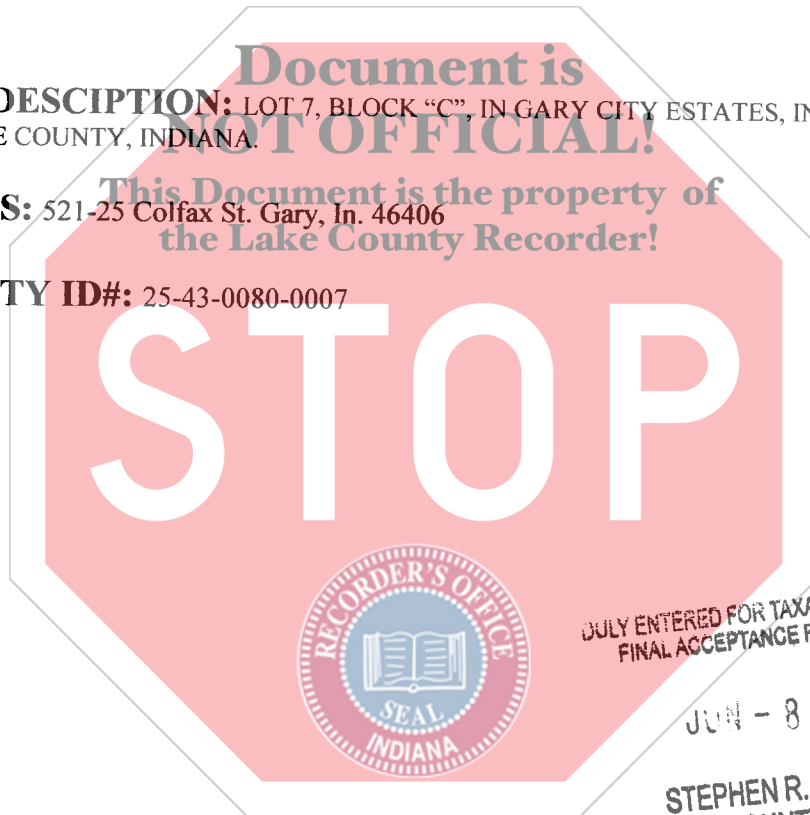 Document is
DESCIPTION: LOT 7, BLOCK “C”, IN GARY CITY ESTATES, IN
COUNTY, INDIANA.
NOT OFFICIAL!
This Document is the property of
S: 521-25 Colfax St. Gary, In. 46406
the Lake County Recorder!
TY ID#: 25-43-0080-0007
STOP
RECORDER'S OFFICE
SEAL
INDIANA
DULY ENTERED FOR TAXA
FINAL ACCEPTANCE F
JUN - 8
STEPHEN R.